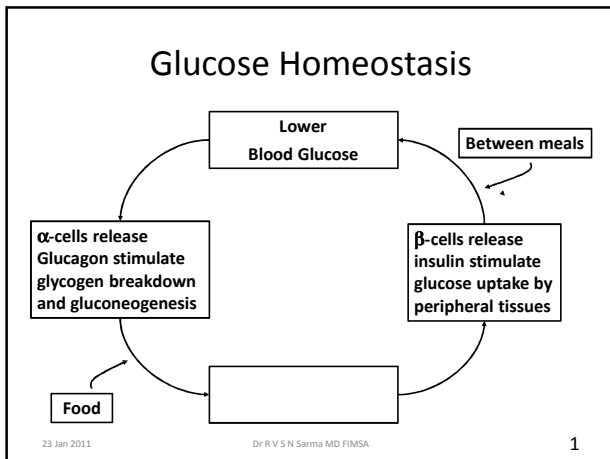 Glucose Homeostasis
Lower
Blood Glucose
Between meals
α-cells release
Glucagon stimulate
glycogen breakdown
and gluconeogenesis
β-cells release
insulin stimulate
glucose uptake by
peripheral tissues
Food
23 Jan 2011
Dr R V S N Sarma MD FIMSA
1